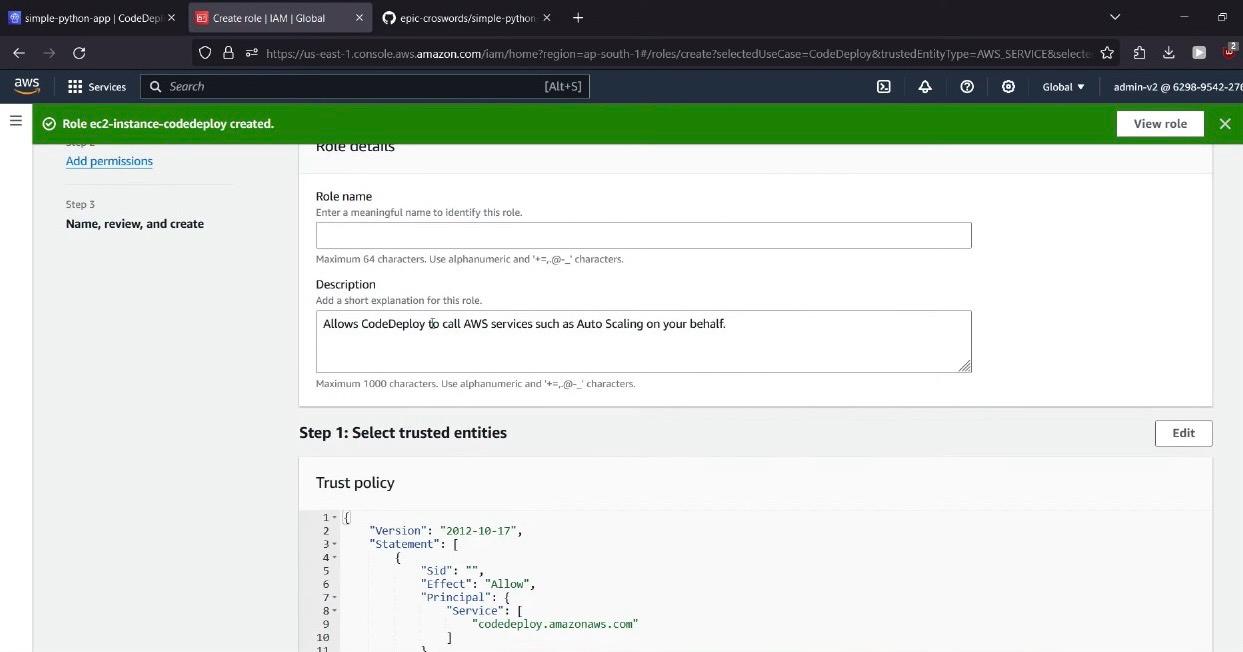 simple-python-app | CodeDepl
Create role | IAM | Global
epic-croswords/simple-python-
https://us-east-1.console.aws.amazon.com/iam/home?region=ap-south-1#/roles/create?selectedUseCase=CodeDeploy&trustedEntityType=AWS_SERVICE&selecte
2
aws
Services
Search
[Alt+S]
Global
admin-v2 @ 6298-9542-276
Role ec2-instance-codedeploy created.
View role
Step 2
Add permissions
Step 3
Name, review, and create
Role details
Role name
Enter a meaningful name to identify this role.
Maximum 64 characters. Use alphanumeric and '+=,.@-_' characters.
Description
Add a short explanation for this role.
Allows CodeDeploy to call AWS services such as Auto Scaling on your behalf.
Maximum 1000 characters. Use alphanumeric and '+=,.@-_' characters.
Step 1: Select trusted entities
Edit
Trust policy
1 {
2 "Version": "2012-10-17",
3 "Statement": [
4 {
5 "Sid": "",
6 "Effect": "Allow",
7 "Principal": {
8 "Service": [
9 "codedeploy.amazonaws.com"
10 ]
11 }